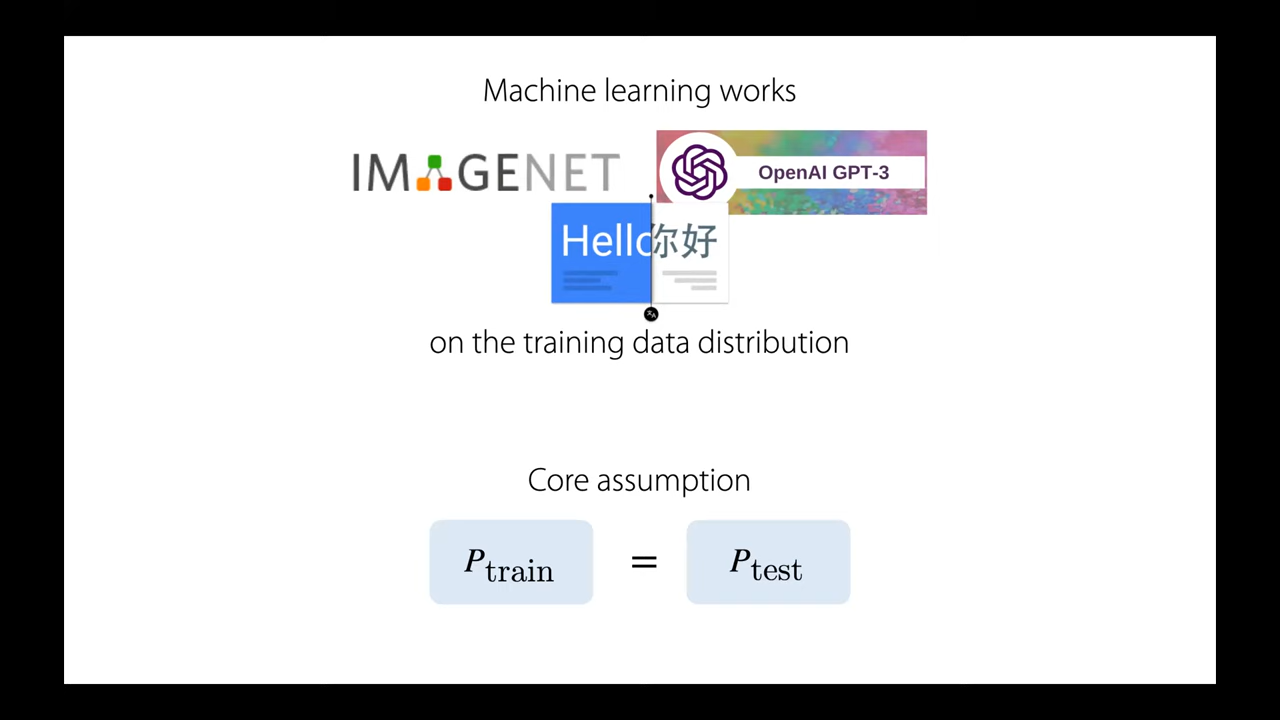 Machine learning works
IMAGENET
OpenAI GPT-3
Hello 你好
on the training data distribution
Core assumption
P_train = P_test